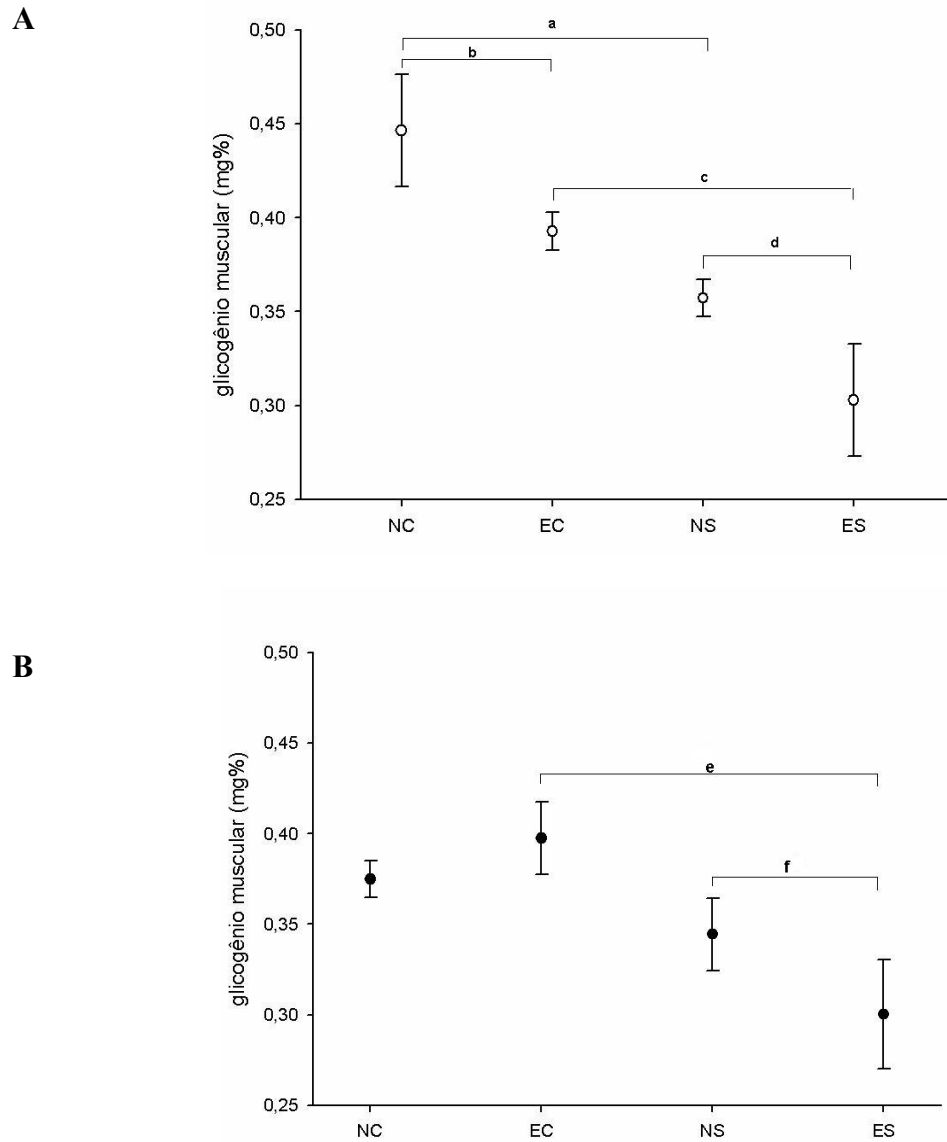 A
glicogênio muscular (mg%)
0,50
0,45
0,40
0,35
0,30
0,25
a
b
c
d
NC EC NS ES
B
glicogênio muscular (mg%)
0,50
0,45
0,40
0,35
0,30
0,25
e
f
NC EC NS ES